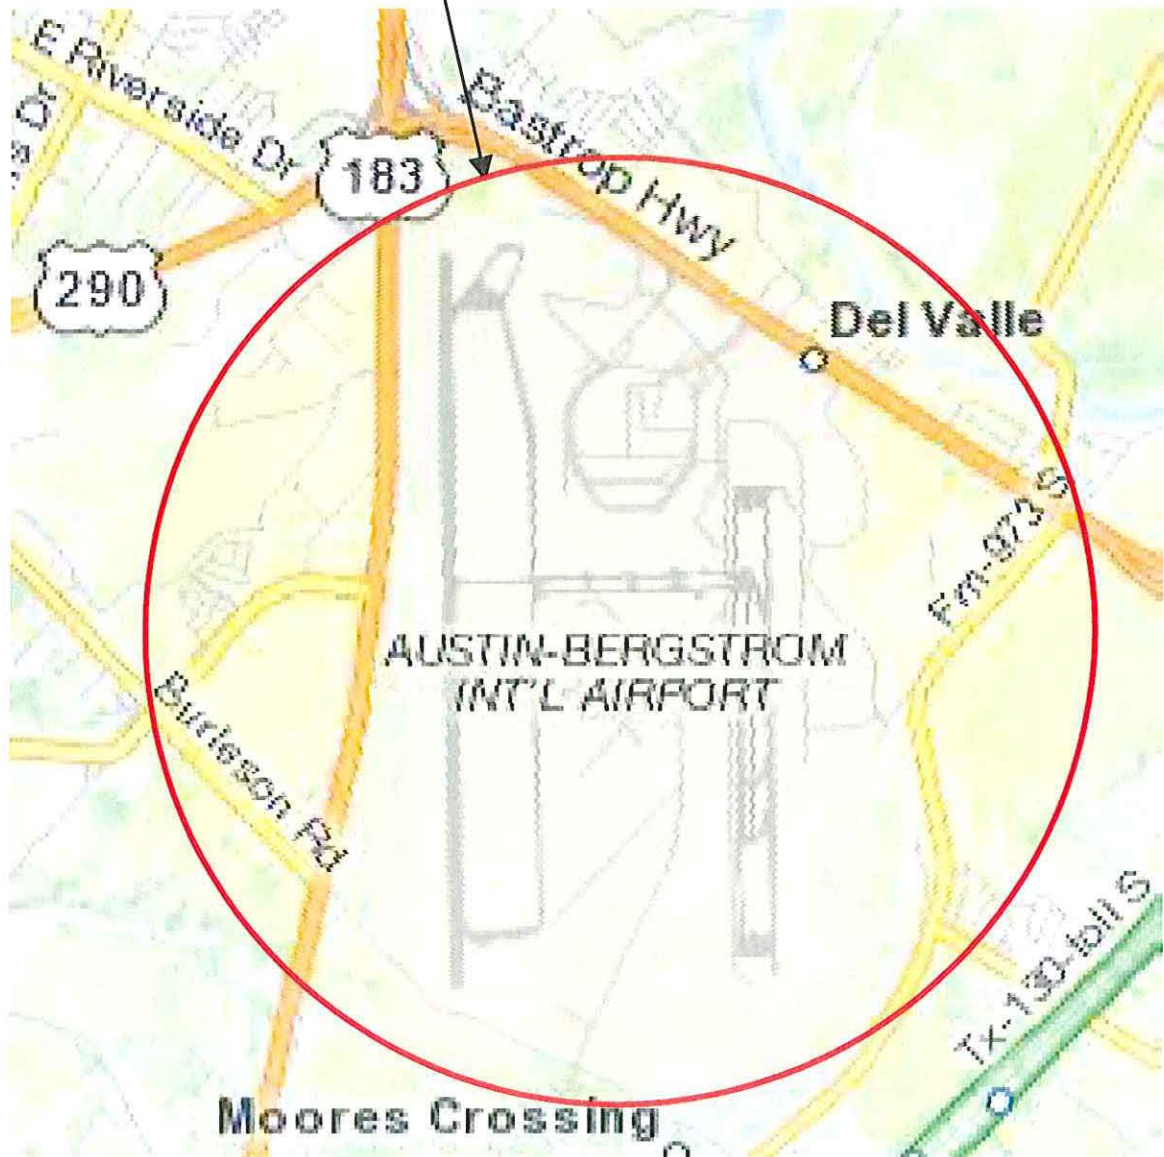 E Riverside Dr
Dr
183
Bastrop Hwy
290
Del Valle
Fm-973 S
AUSTIN-BERGSTROM
INT'L AIRPORT
Burleson Rd
Tx-130-toll S
Moores Crossing